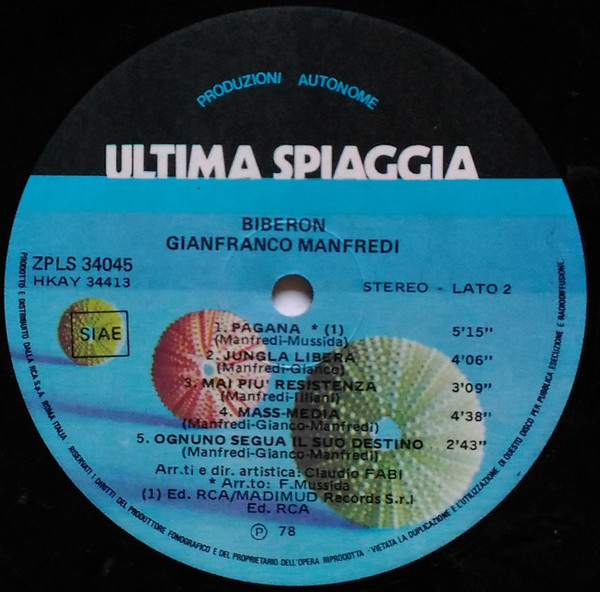 PRODUZIONI AUTONOME
ULTIMA SPIAGGIA
BIBERON
GIANFRANCO MANFREDI
ZPLS 34045
HKAY 34413
STEREO - LATO 2
SIAE
1. PAGANA * (1) 5'15"
(Manfredi-Mussida)
2. JUNGLA LIBERA 4'06"
(Manfredi-Gianco)
3. MAI PIU' RESISTENZA 3'09"
(Manfredi-Illiani)
4. MASS-MEDIA 4'38"
(Manfredi-Gianco-Manfredi)
5. OGNUNO SEGUA IL SUO DESTINO 2'43"
(Manfredi-Gianco-Manfredi)
Arr.ti e dir. artistica: Claudio FABI
* Arr.to: F.Mussida
(1) Ed. RCA/MADIMUD Records S.r.l
Ed. RCA
Ⓟ 78
PRODOTTO E DISTRIBUITO DALLA RCA S.p.A. ROMA ITALIA · RISERVATI I DIRITTI DEL PRODUTTORE FONOGRAFICO E DEL PROPRIETARIO DELL'OPERA RIPRODOTTA · VIETATA LA DUPLICAZIONE E L'UTILIZZAZIONE DI QUESTO DISCO PER PUBBLICA ESECUZIONE E RADIODIFFUSIONE.